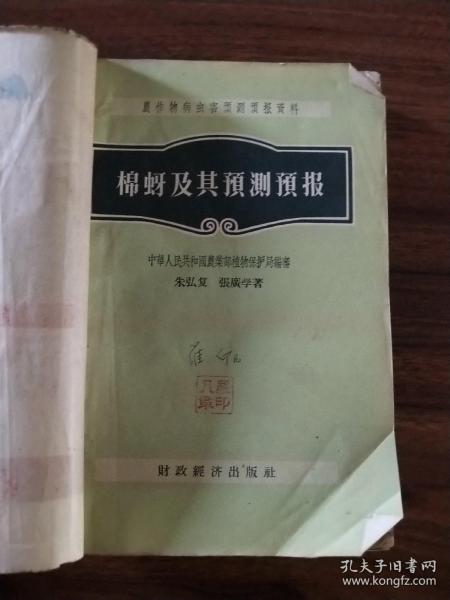 農作物病虫害預測預报資料
棉蚜及其預測預报
中華人民共和國農業部植物保护局編審
朱弘复 張廣学著
財政經济出版社
孔夫子旧书网
www.kongfz.com